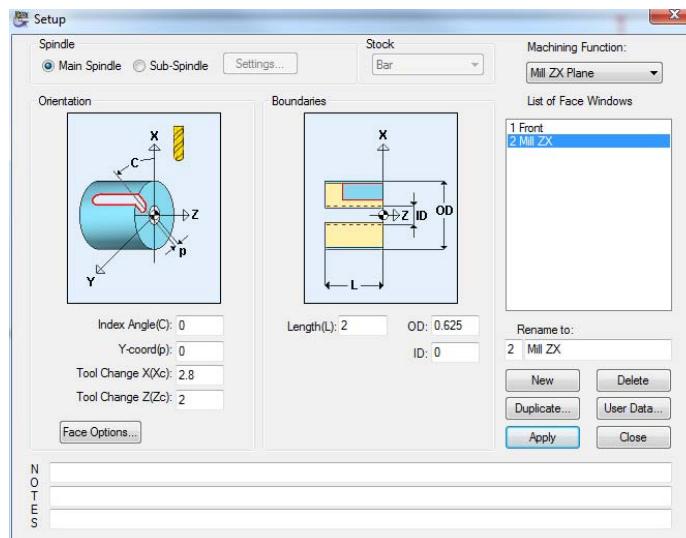 Setup
Spindle
Main Spindle
Sub-Spindle
Settings...
Stock
Bar
Machining Function:
Mill ZX Plane
Orientation
X
C
Z
p
Y
Index Angle(C): 0
Y-coord(p): 0
Tool Change X(Xc): 2.8
Tool Change Z(Zc): 2
Face Options...
Boundaries
X
Z
ID
OD
L
Length(L): 2
OD: 0.625
ID: 0
List of Face Windows
1 Front
2 Mill ZX
Rename to:
2 Mill ZX
New
Delete
Duplicate...
User Data...
Apply
Close
N
O
T
E
S